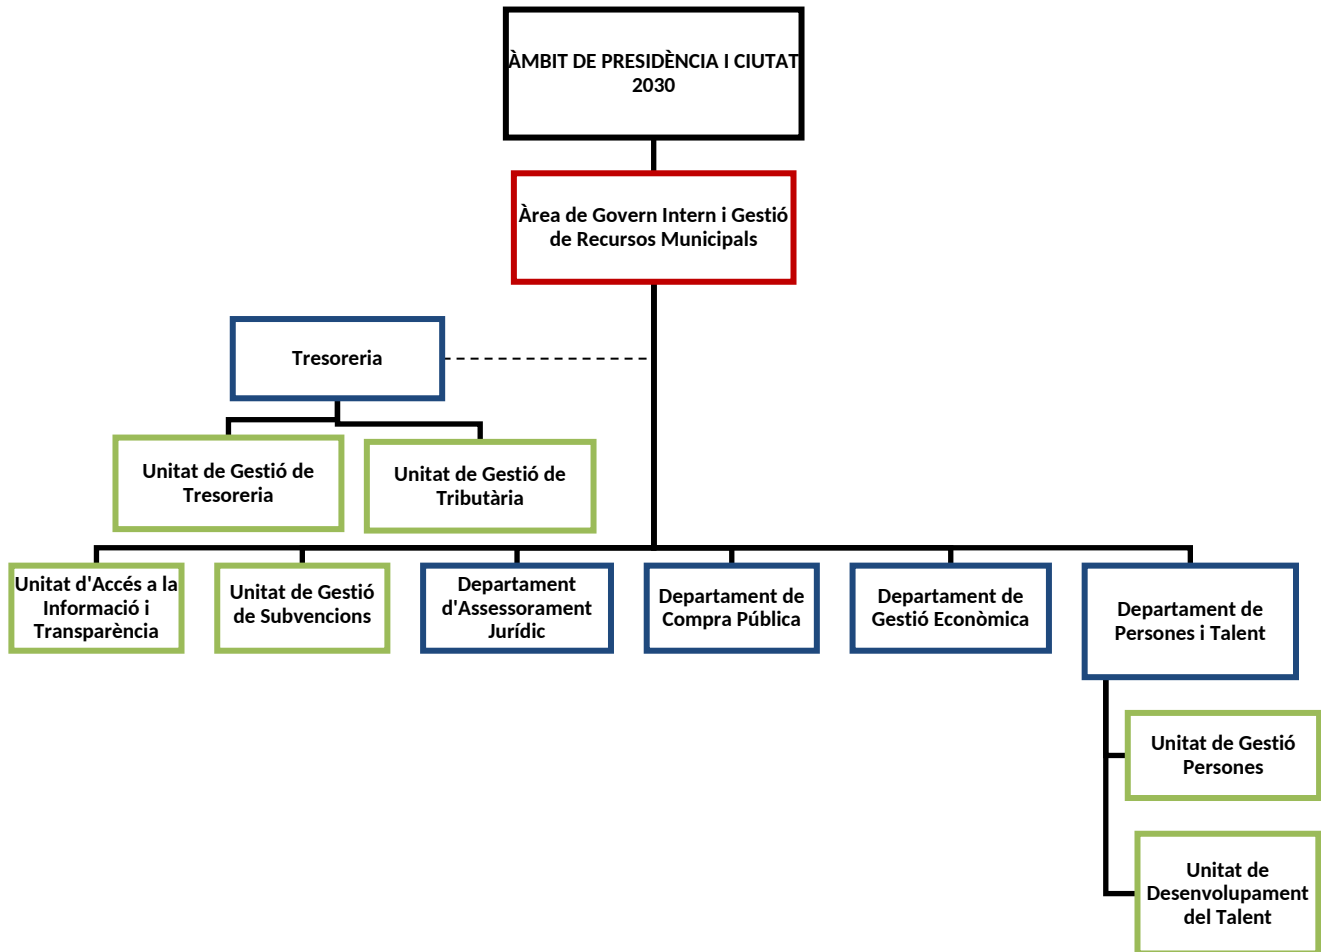 ÀMBIT DE PRESIDÈNCIA I CIUTAT
2030
Àrea de Govern Intern i Gestió
de Recursos Municipals
Tresoreria
Unitat de Gestió de
Tresoreria
Unitat de Gestió de
Tributària
Unitat d'Accés a la
Informació i
Transparència
Unitat de Gestió
de Subvencions
Departament
d'Assessorament
Jurídic
Departament de
Compra Pública
Departament de
Gestió Econòmica
Departament de
Persones i Talent
Unitat de Gestió
Persones
Unitat de
Desenvolupament
del Talent